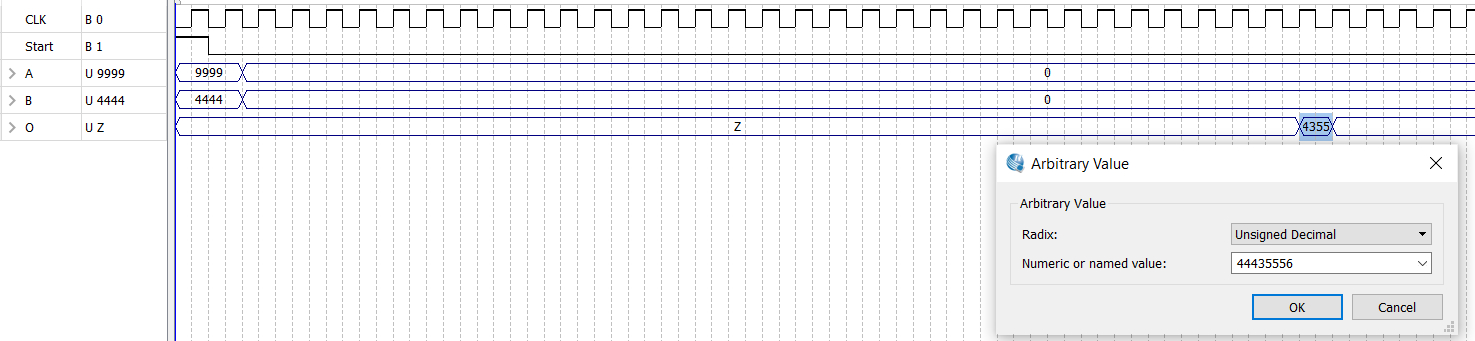 CLK B 0
Start B 1
A U 9999 9999 0
B U 4444 4444 0
O U Z Z 4355
Arbitrary Value
Arbitrary Value
Radix: Unsigned Decimal
Numeric or named value: 44435556
OK Cancel